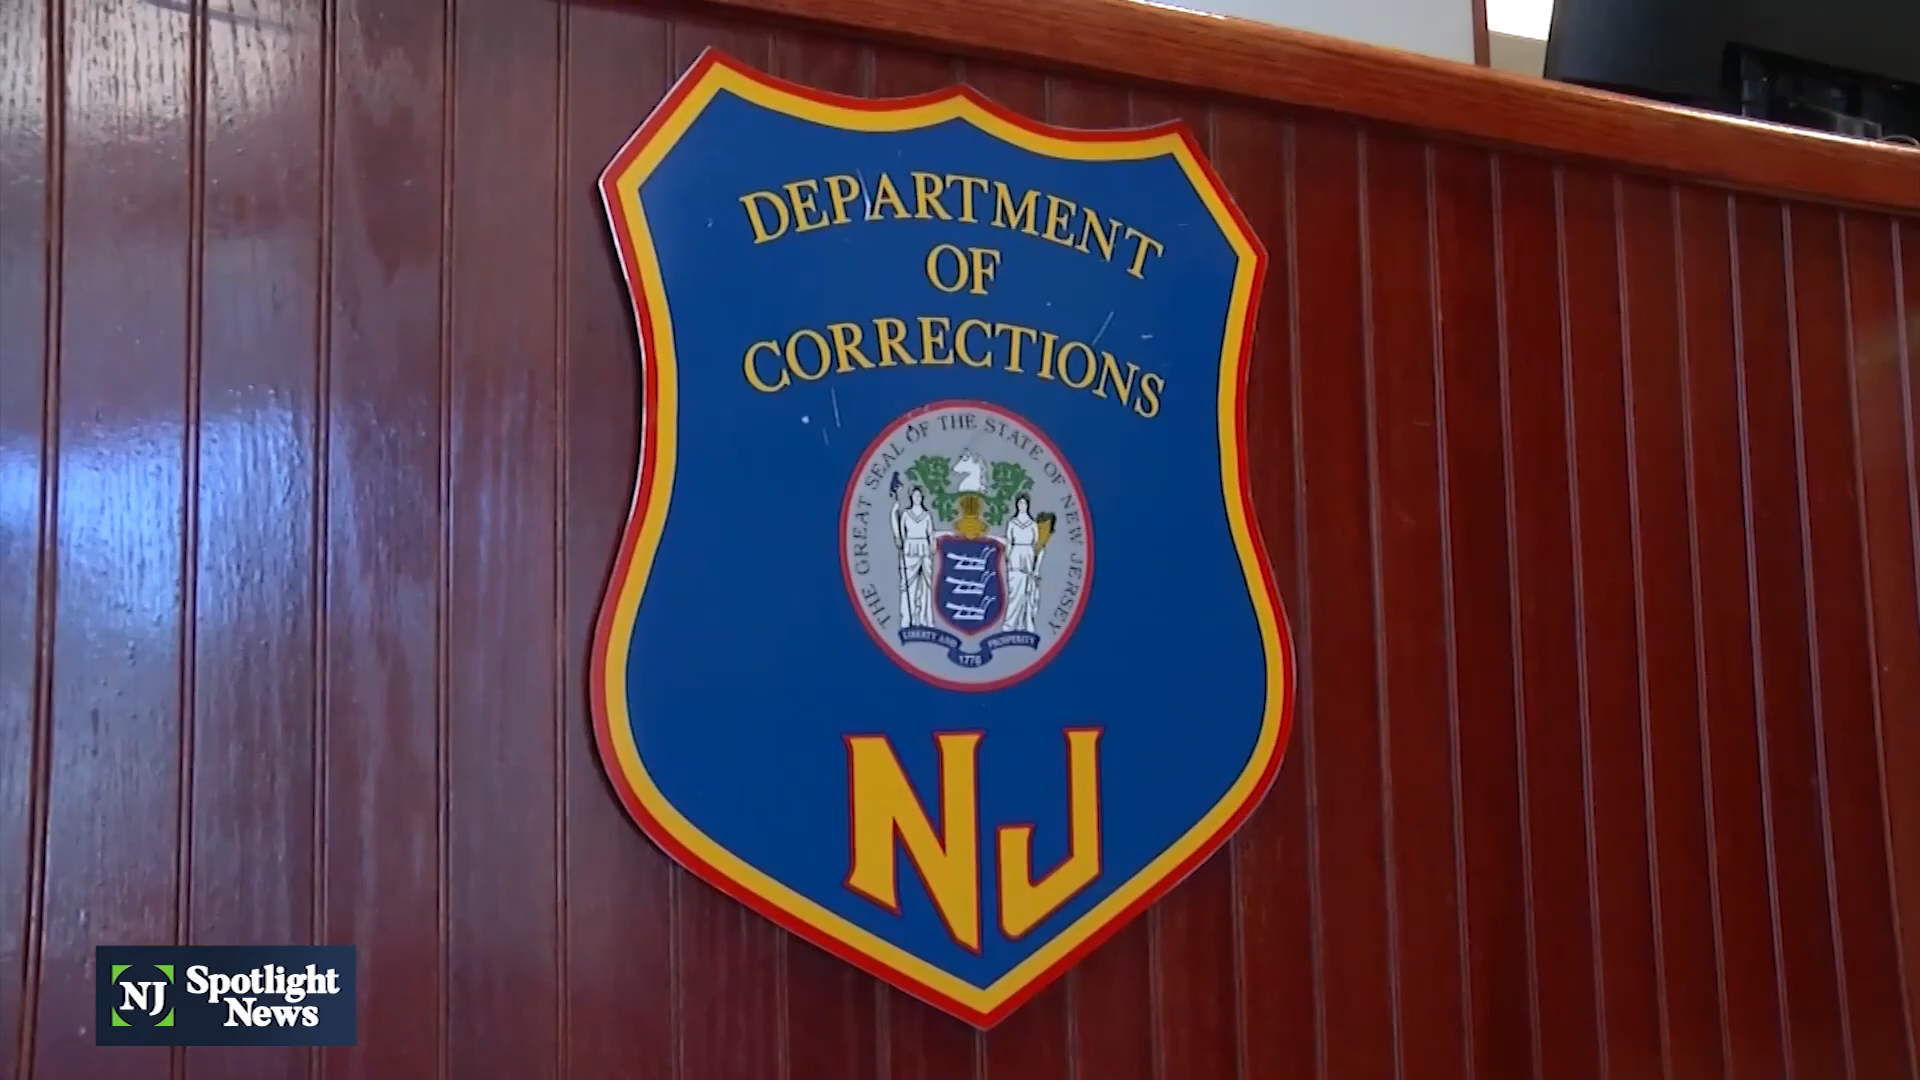 DEPARTMENT
OF
CORRECTIONS
THE GREAT SEAL OF THE STATE OF NEW JERSEY
LIBERTY AND PROSPERITY
1776
NJ
NJ Spotlight
News